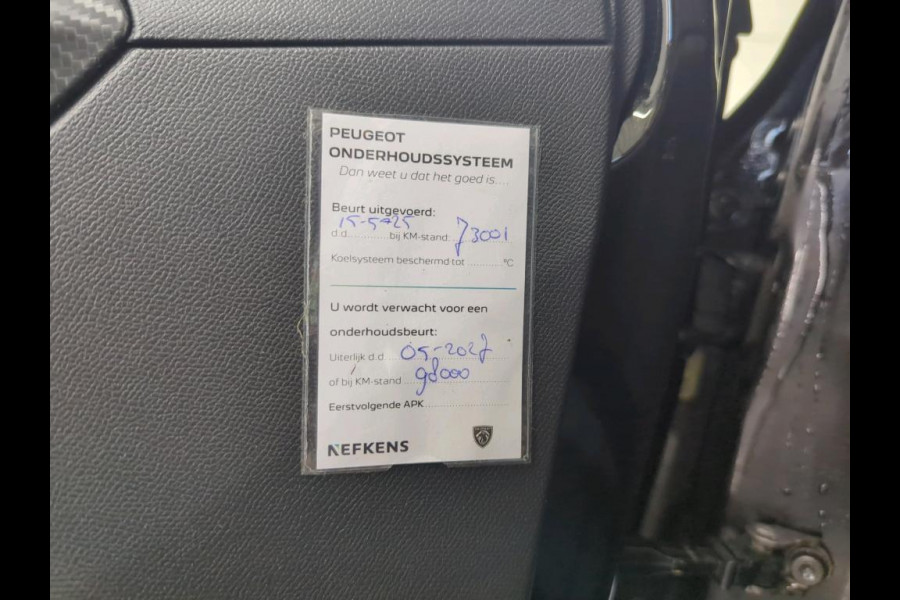 PEUGEOT
ONDERHOUDSSYSTEEM
Dan weet u dat het goed is....
Beurt uitgevoerd:
d.d. 15-5-25 bij KM-stand: 73001
Koelsysteem beschermd tot ........... °C
U wordt verwacht voor een
onderhoudsbeurt:
Uiterlijk d.d. 05-2027
of bij KM-stand 98000
Eerstvolgende APK
NEFKENS